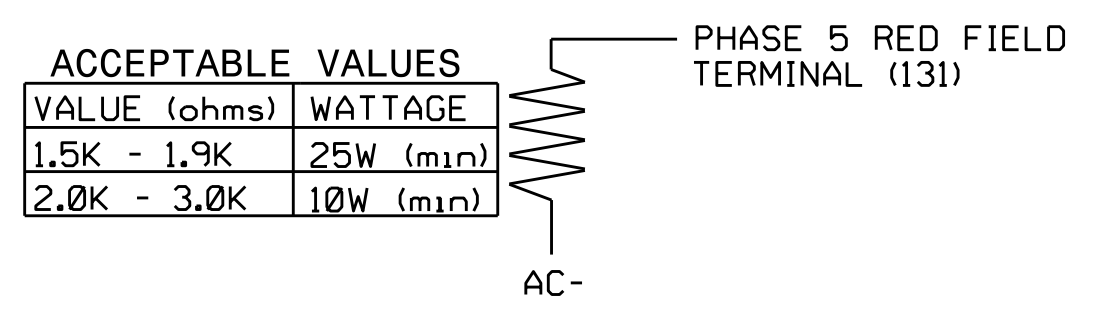 ACCEPTABLE VALUES
VALUE (ohms) WATTAGE
1.5K - 1.9K 25W (min)
2.0K - 3.0K 10W (min)
PHASE 5 RED FIELD
TERMINAL (131)
AC-